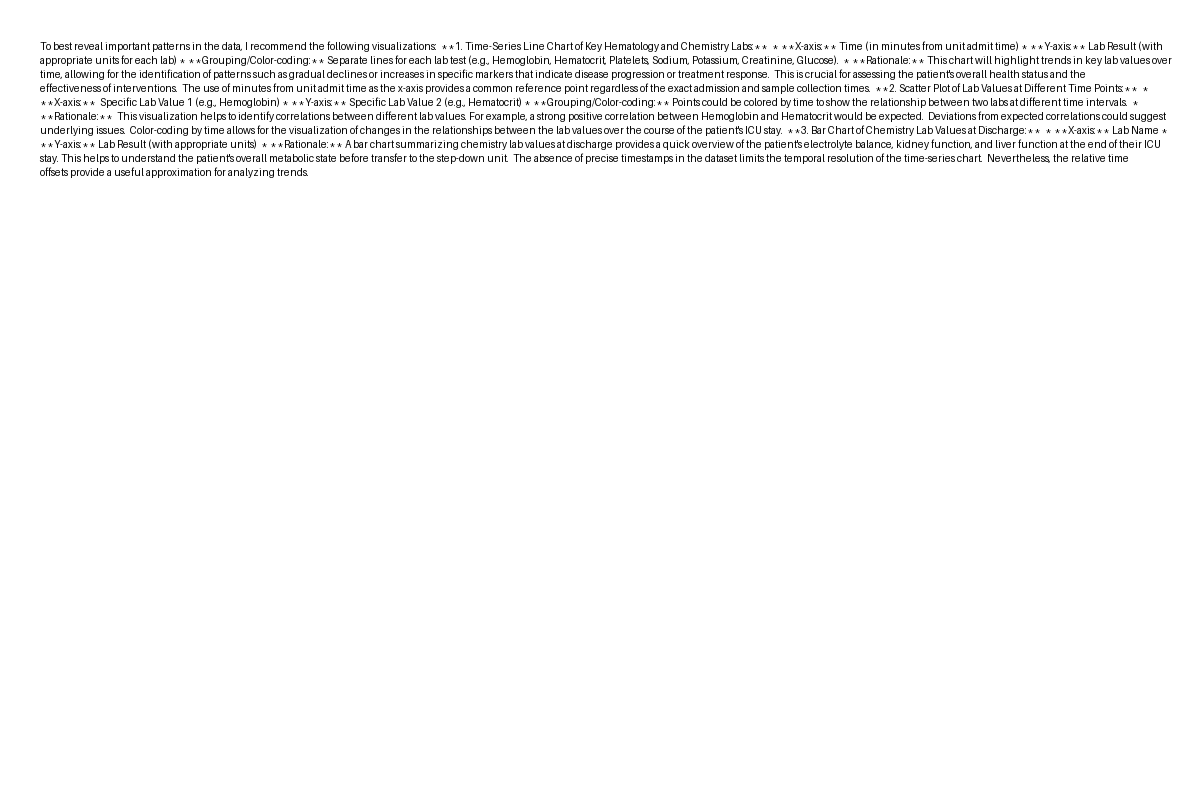 To best reveal important patterns in the data, I recommend the following visualizations:  **1. Time-Series Line Chart of Key Hematology and Chemistry Labs:**  * **X-axis:** Time (in minutes from unit admit time) * **Y-axis:** Lab Result (with
appropriate units for each lab) * **Grouping/Color-coding:** Separate lines for each lab test (e.g., Hemoglobin, Hematocrit, Platelets, Sodium, Potassium, Creatinine, Glucose).  * **Rationale:** This chart will highlight trends in key lab values over
time, allowing for the identification of patterns such as gradual declines or increases in specific markers that indicate disease progression or treatment response.  This is crucial for assessing the patient's overall health status and the
effectiveness of interventions.  The use of minutes from unit admit time as the x-axis provides a common reference point regardless of the exact admission and sample collection times.  **2. Scatter Plot of Lab Values at Different Time Points:**  *
**X-axis:**  Specific Lab Value 1 (e.g., Hemoglobin) * **Y-axis:** Specific Lab Value 2 (e.g., Hematocrit) * **Grouping/Color-coding:** Points could be colored by time to show the relationship between two labs at different time intervals.  *
**Rationale:**  This visualization helps to identify correlations between different lab values. For example, a strong positive correlation between Hemoglobin and Hematocrit would be expected.  Deviations from expected correlations could suggest
underlying issues.  Color-coding by time allows for the visualization of changes in the relationships between the lab values over the course of the patient's ICU stay.  **3. Bar Chart of Chemistry Lab Values at Discharge:**  * **X-axis:** Lab Name *
**Y-axis:** Lab Result (with appropriate units)  * **Rationale:** A bar chart summarizing chemistry lab values at discharge provides a quick overview of the patient's electrolyte balance, kidney function, and liver function at the end of their ICU
stay. This helps to understand the patient's overall metabolic state before transfer to the step-down unit.  The absence of precise timestamps in the dataset limits the temporal resolution of the time-series chart.  Nevertheless, the relative time
offsets provide a useful approximation for analyzing trends.